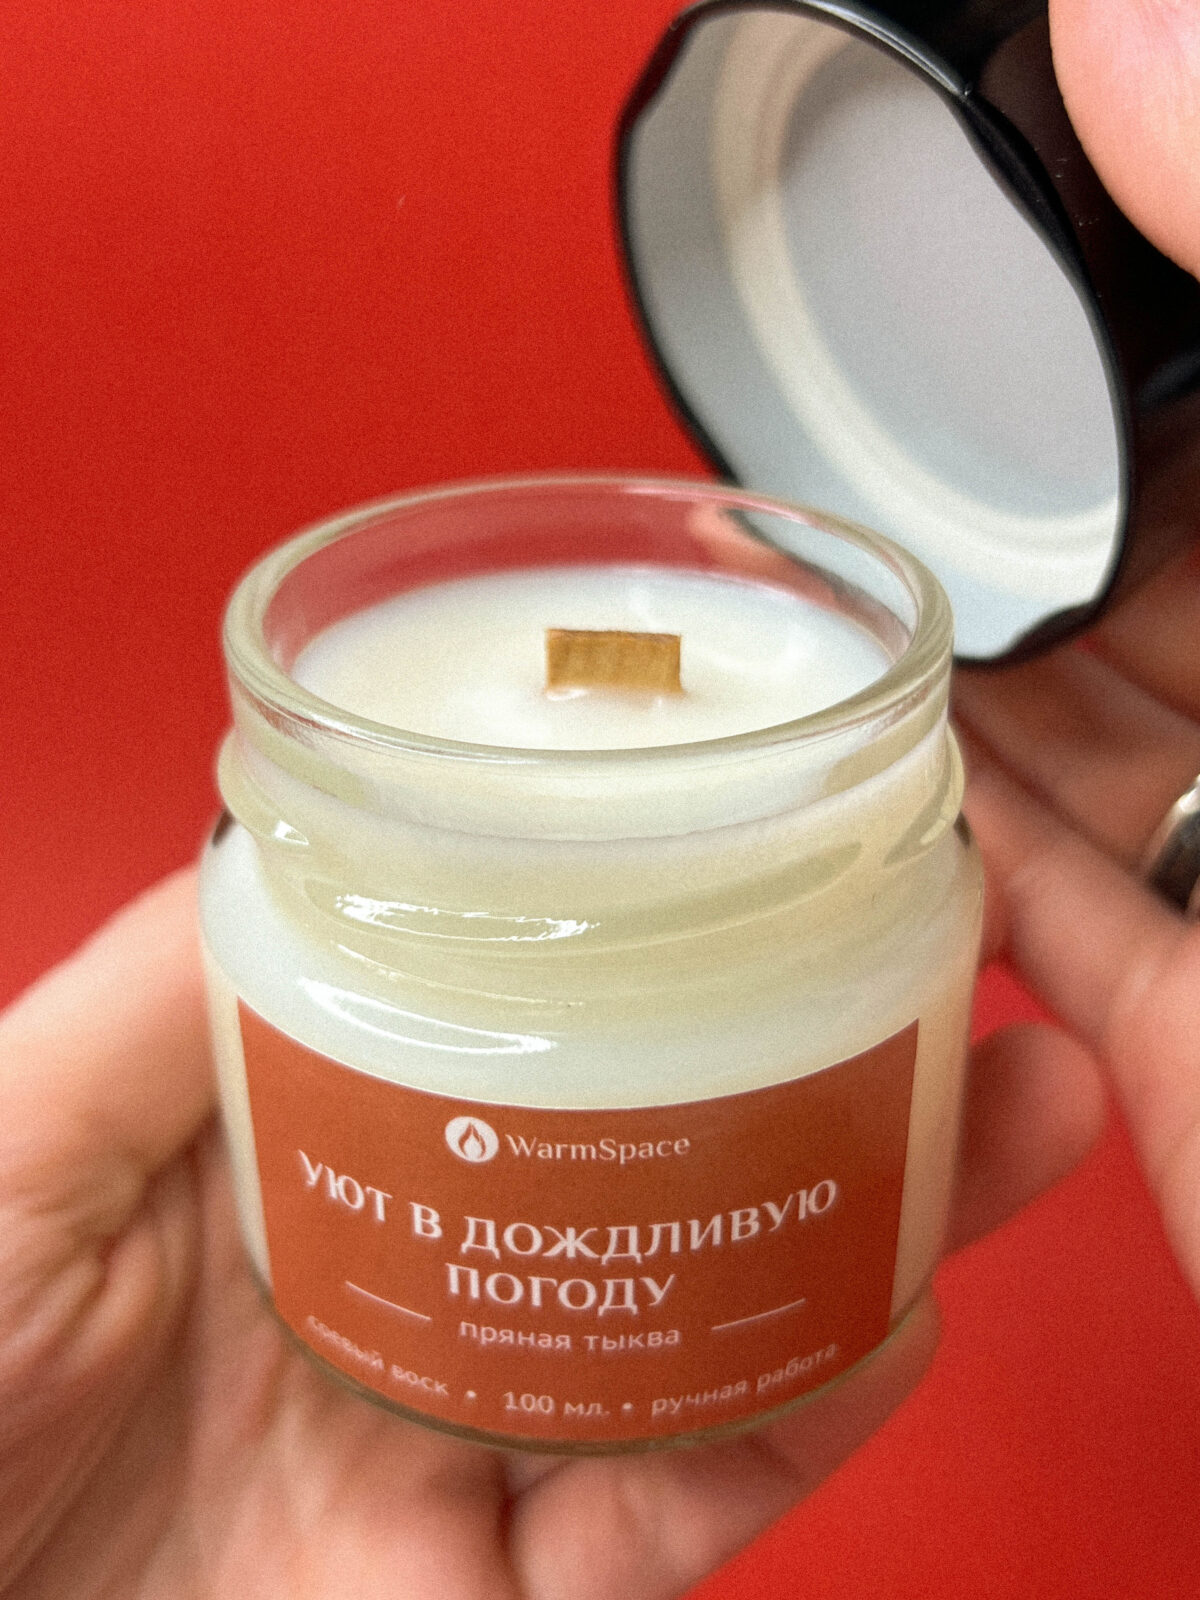 WarmSpace
УЮТ В ДОЖДЛИВУЮ
ПОГОДУ
пряная тыква
соевый воск • 100 мл. • ручная работа